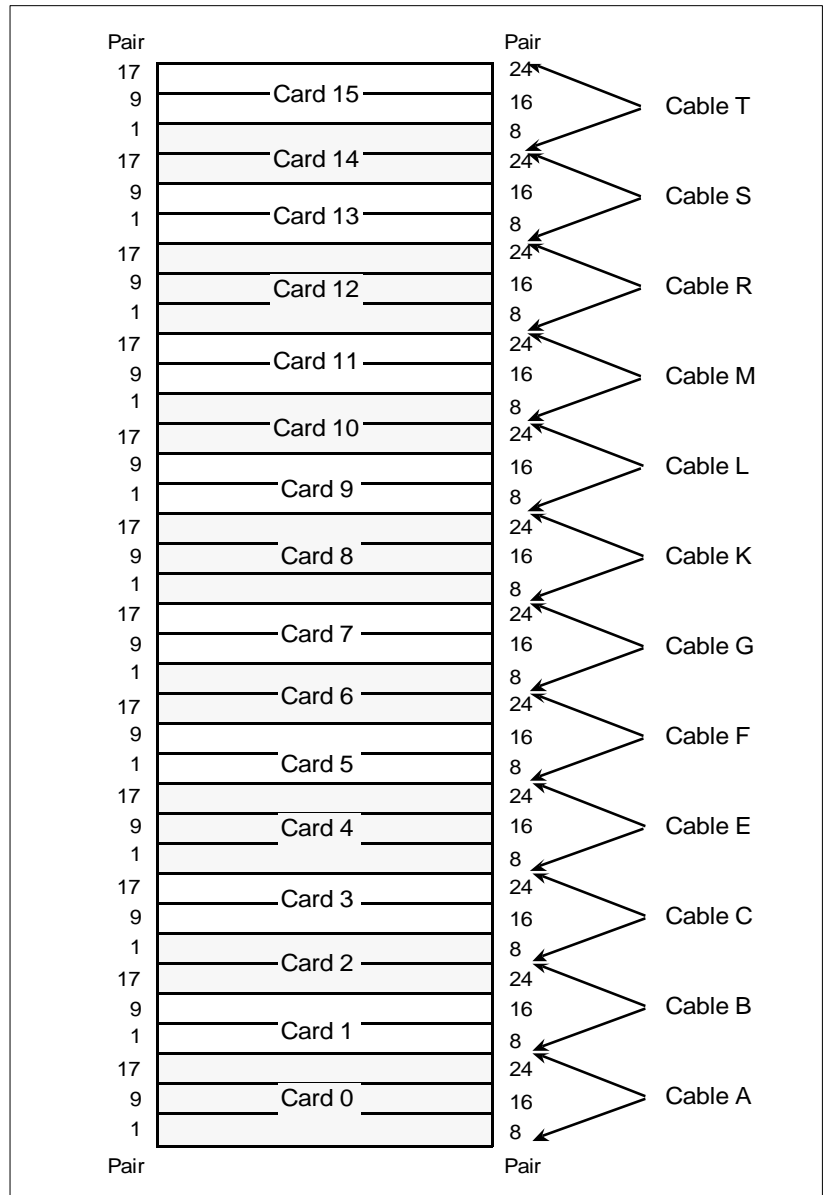 Pair Pair
17 24
9 Card 15 16 Cable T
1 8
17 Card 14 24
9 16 Cable S
1 Card 13 8
17 24
9 Card 12 16 Cable R
1 8
17 24
9 Card 11 16 Cable M
1 8
17 Card 10 24
9 16 Cable L
1 Card 9 8
17 24
9 Card 8 16 Cable K
1 8
17 24
9 Card 7 16 Cable G
1 8
17 Card 6 24
9 16 Cable F
1 Card 5 8
17 24
9 Card 4 16 Cable E
1 8
17 24
9 Card 3 16 Cable C
1 8
17 Card 2 24
9 16 Cable B
1 Card 1 8
17 24
9 Card 0 16 Cable A
1 8
Pair Pair